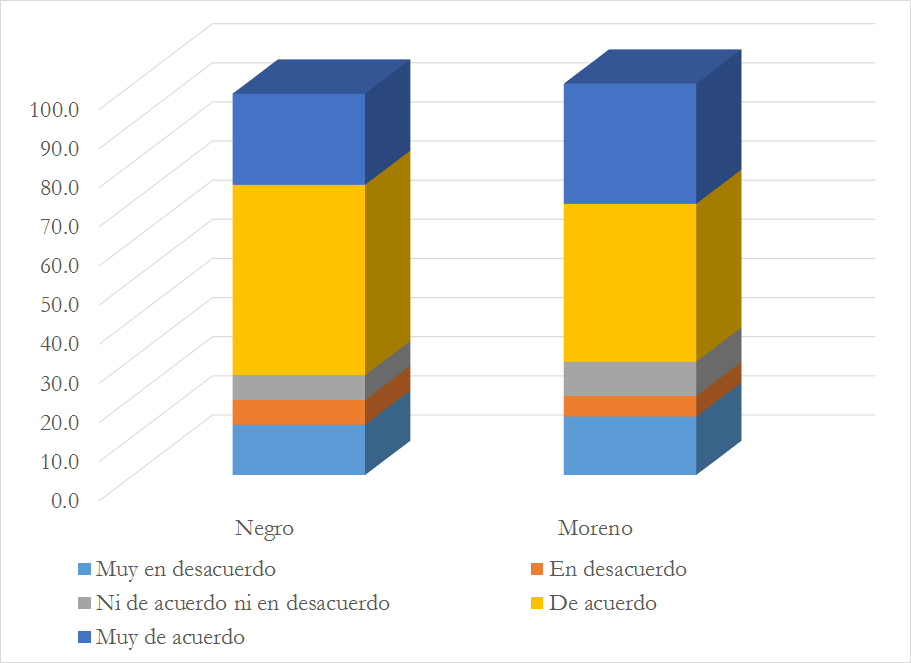 100.0
90.0
80.0
70.0
60.0
50.0
40.0
30.0
20.0
10.0
0.0
Negro Moreno
Muy en desacuerdo En desacuerdo
Ni de acuerdo ni en desacuerdo De acuerdo
Muy de acuerdo